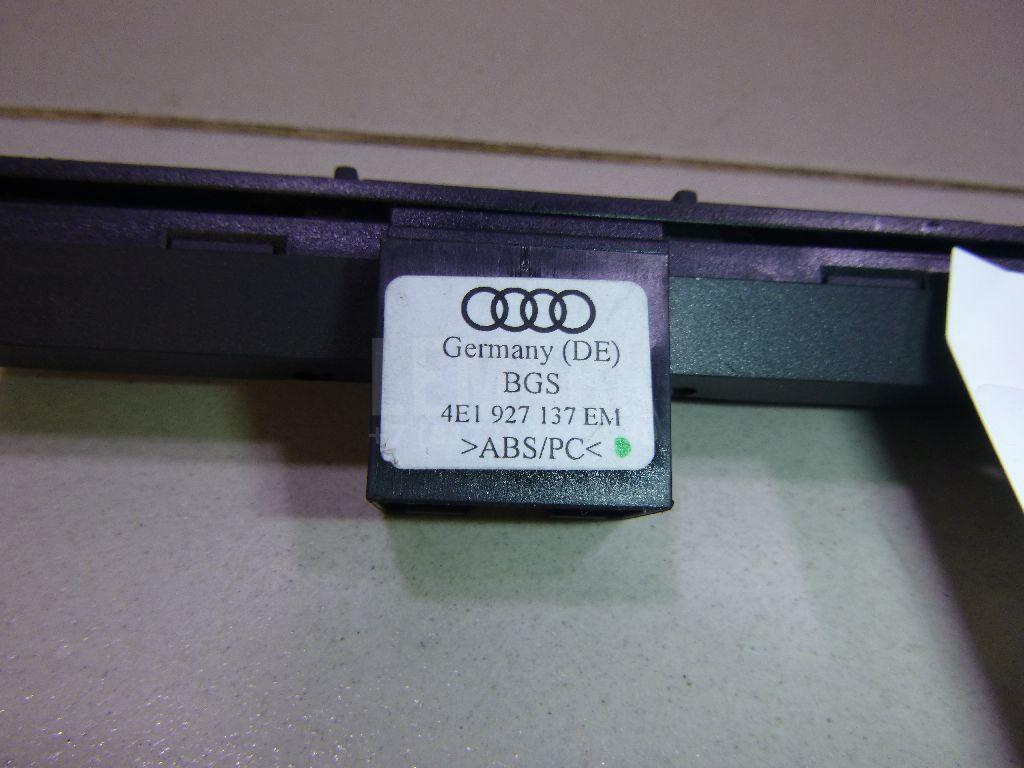 Germany (DE)
BGS
4E1 927 137 EM
>ABS/PC<